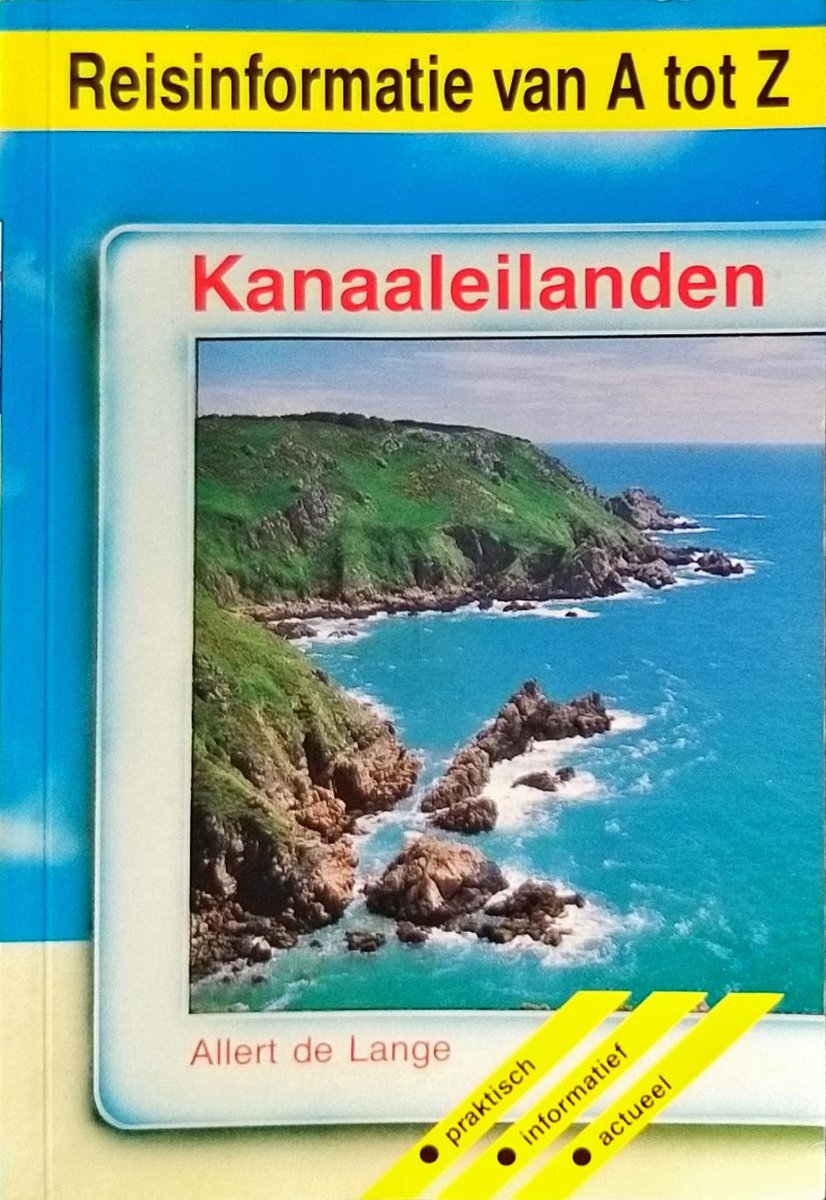 Reisinformatie van A tot Z
Kanaaleilanden
Allert de Lange
• praktisch
• informatief
• actueel